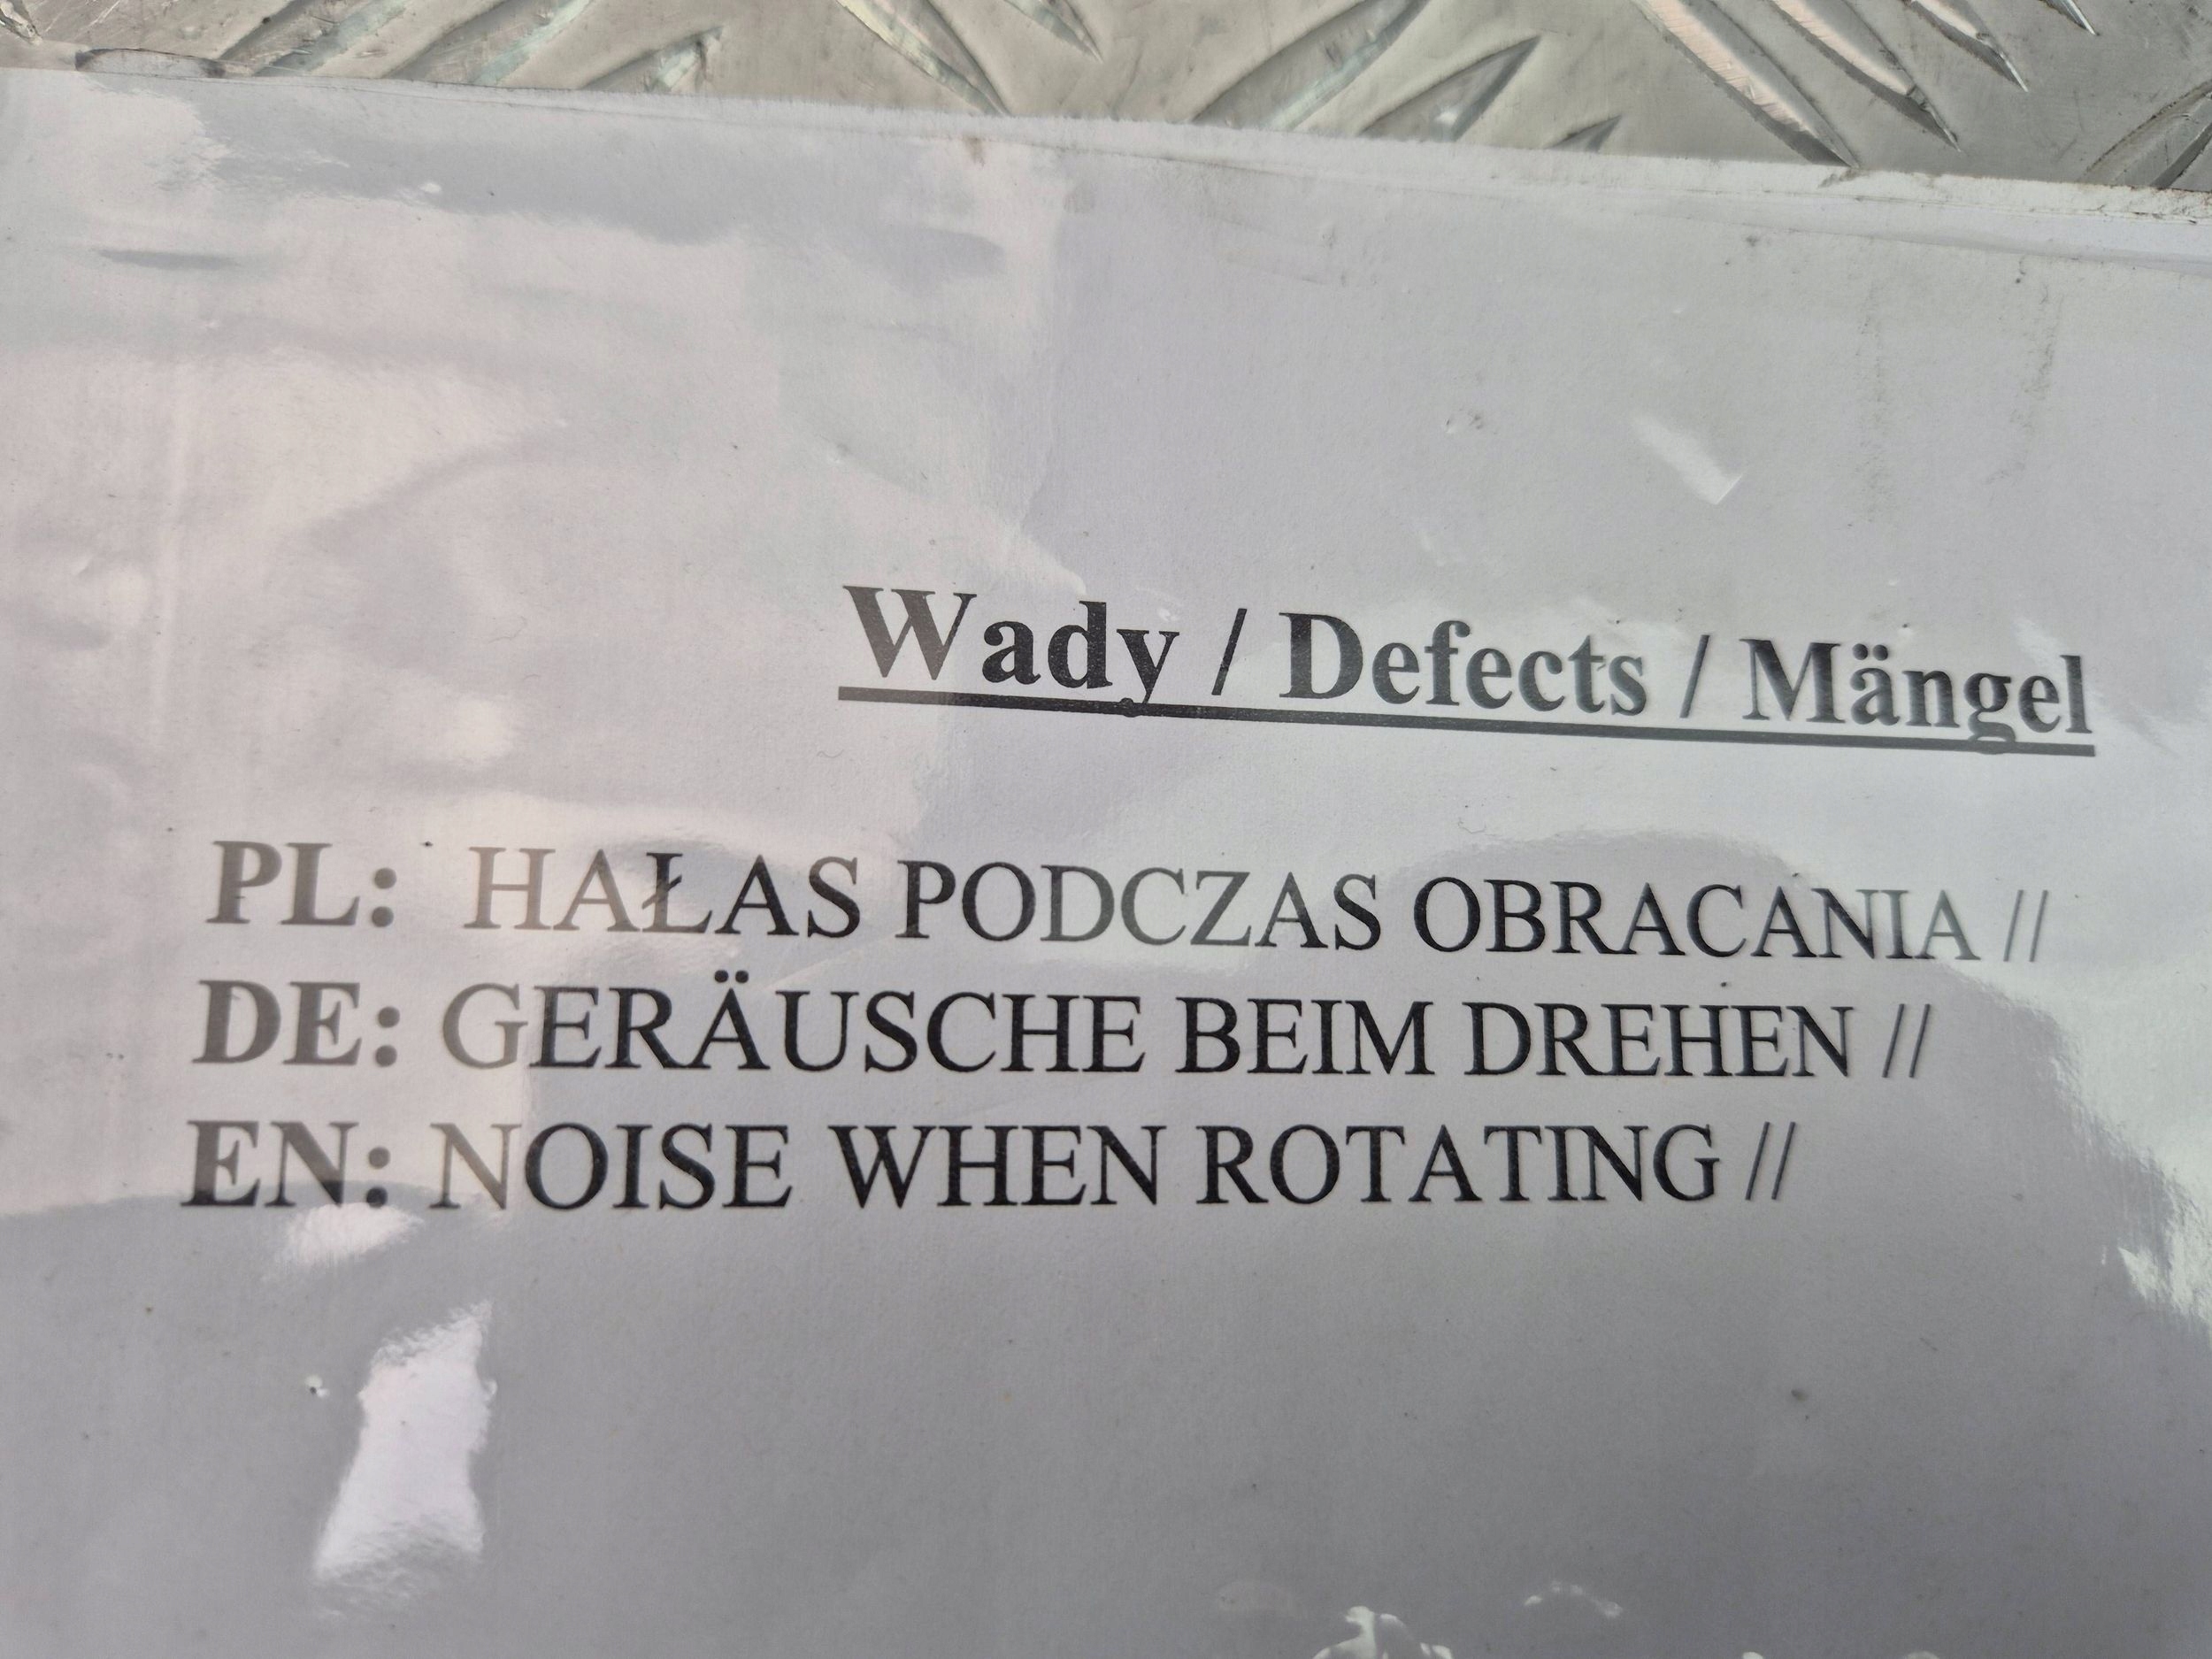 Wady / Defects / Mängel
PL: HAŁAS PODCZAS OBRACANIA //
DE: GERÄUSCHE BEIM DREHEN //
EN: NOISE WHEN ROTATING //